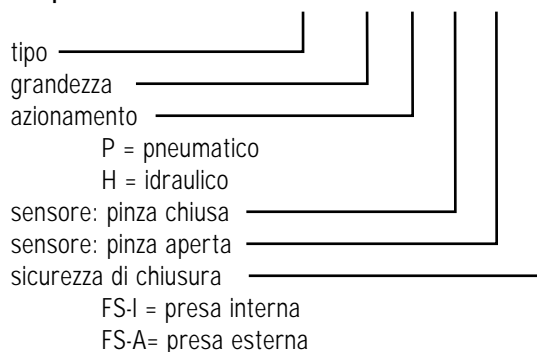 tipo
grandezza
azionamento
P = pneumatico
H = idraulico
sensore: pinza chiusa
sensore: pinza aperta
sicurezza di chiusura
FS-I = presa interna
FS-A= presa esterna